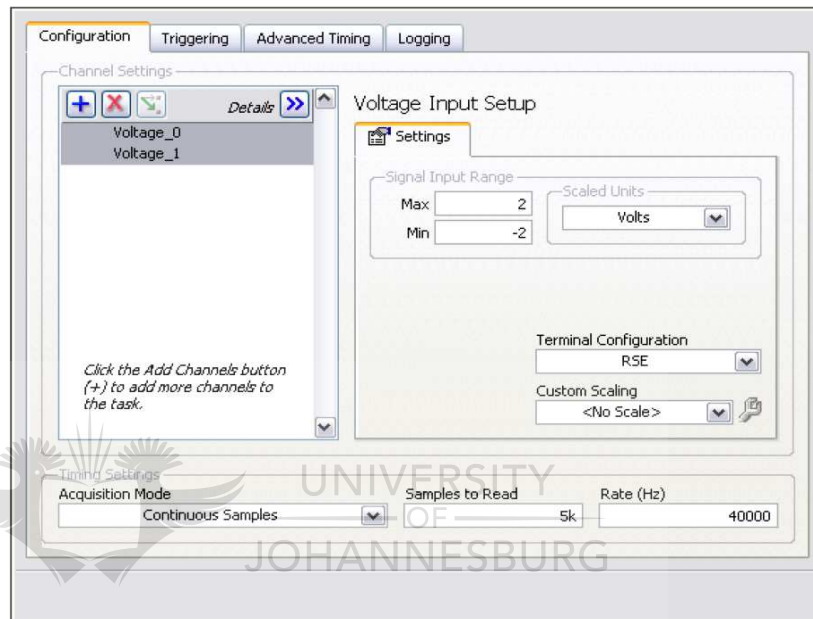 Configuration Triggering Advanced Timing Logging
Channel Settings
Details
Voltage_0
Voltage_1
Click the Add Channels button
(+) to add more channels to
the task.
Voltage Input Setup
Settings
Signal Input Range
Max 2
Min -2
Scaled Units
Volts
Terminal Configuration
RSE
Custom Scaling
<No Scale>
Timing Settings
Acquisition Mode Samples to Read Rate (Hz)
Continuous Samples 5k 40000
UNIVERSITY
OF
JOHANNESBURG